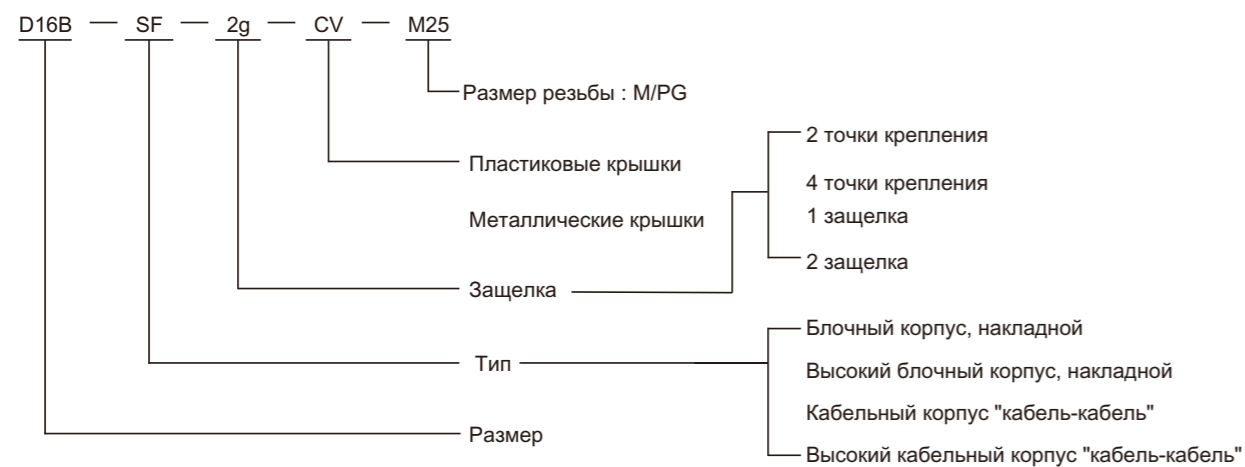 D16B — SF — 2g — CV — M25
Размер резьбы : M/PG
2 точки крепления
Пластиковые крышки
4 точки крепления
Металлические крышки
1 защелка
2 защелка
Защелка
Блочный корпус, накладной
Тип
Высокий блочный корпус, накладной
Кабельный корпус "кабель-кабель"
Размер
Высокий кабельный корпус "кабель-кабель"